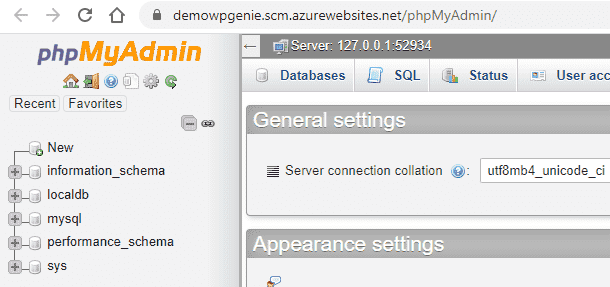 demowpgenie.scm.azurewebsites.net/phpMyAdmin/
phpMyAdmin
Server: 127.0.0.1:52934
Databases SQL Status User acc
Recent Favorites
General settings
New
information_schema
Server connection collation : utf8mb4_unicode_ci
localdb
mysql
performance_schema
Appearance settings
sys